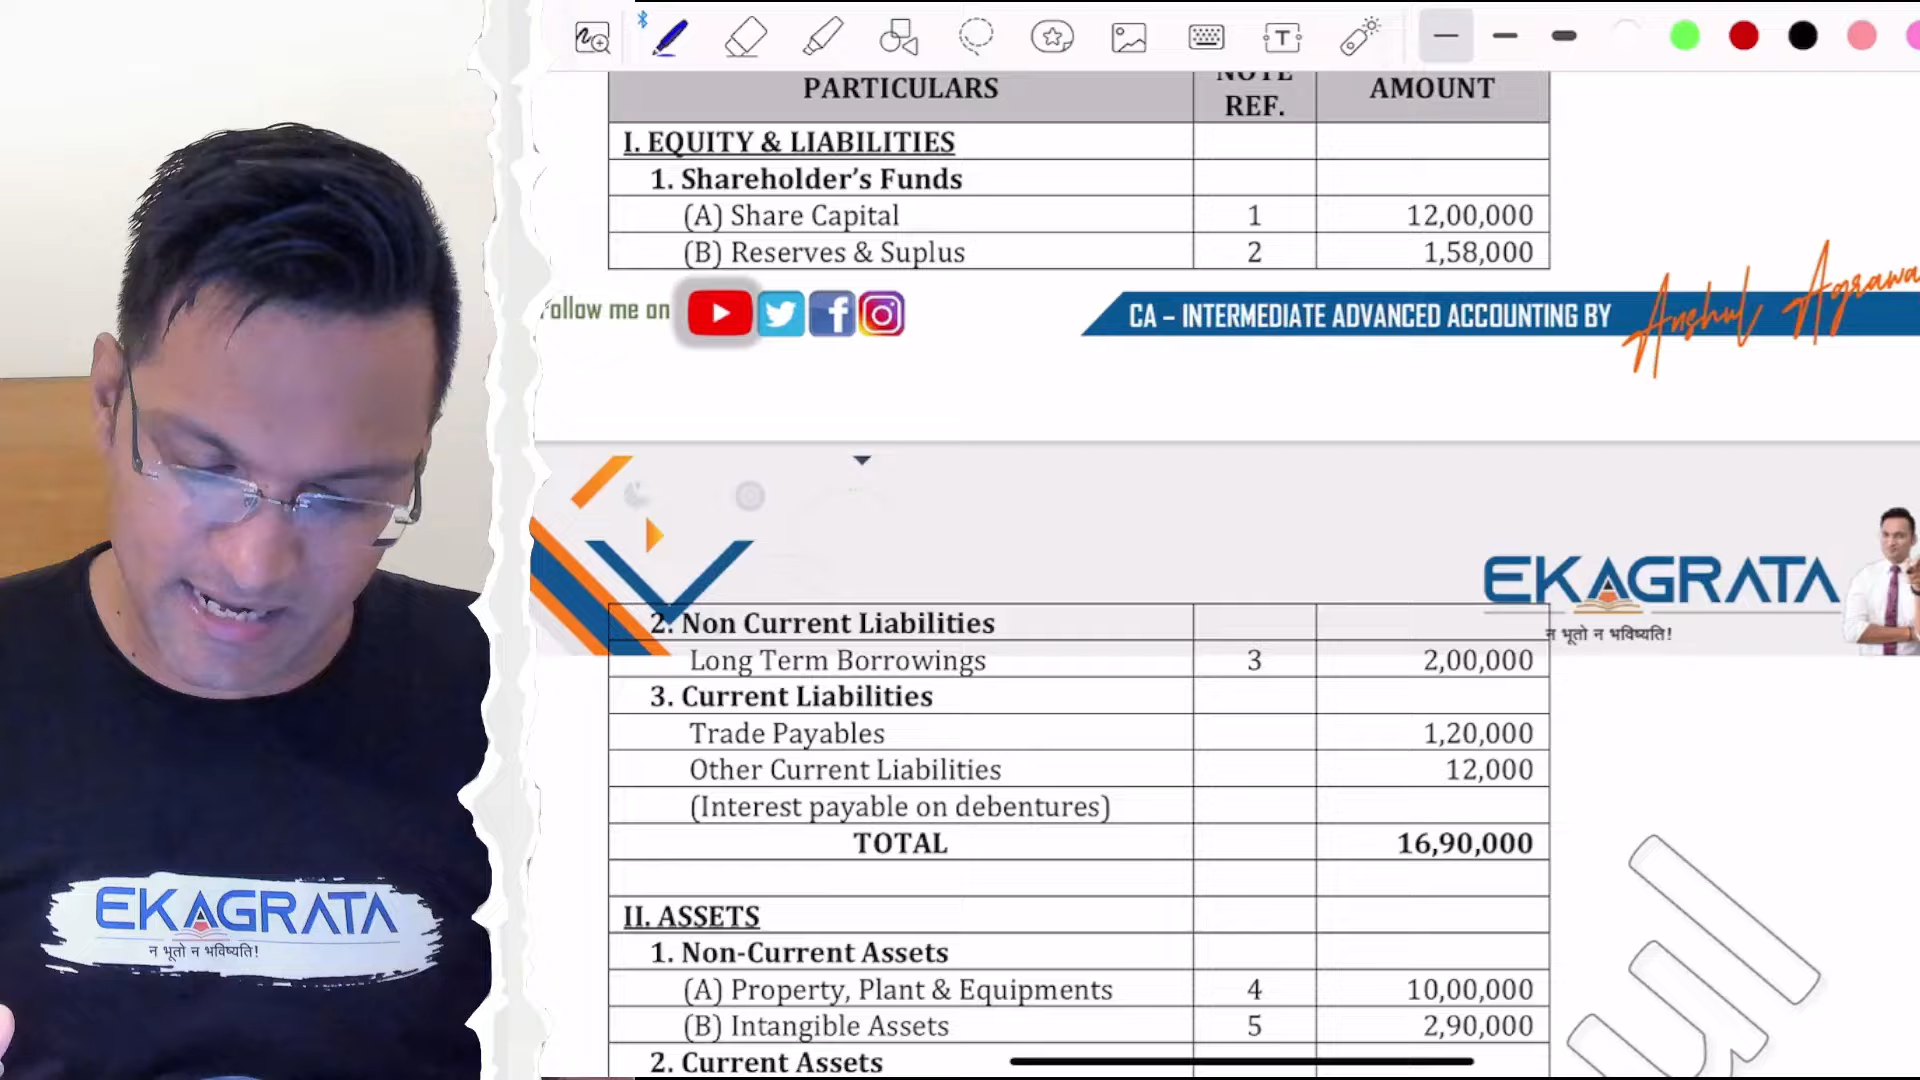 PARTICULARS NOTE REF. AMOUNT
I. EQUITY & LIABILITIES
1. Shareholder’s Funds
(A) Share Capital 1 12,00,000
(B) Reserves & Suplus 2 1,58,000
ollow me on
CA – INTERMEDIATE ADVANCED ACCOUNTING BY Anshul Agrawa
EKAGRATA
न भूतो न भविष्यति!
2. Non Current Liabilities
Long Term Borrowings 3 2,00,000
3. Current Liabilities
Trade Payables 1,20,000
Other Current Liabilities 12,000
(Interest payable on debentures)
TOTAL 16,90,000
II. ASSETS
1. Non-Current Assets
(A) Property, Plant & Equipments 4 10,00,000
(B) Intangible Assets 5 2,90,000
2. Current Assets
EKAGRATA
न भूतो न भविष्यति!